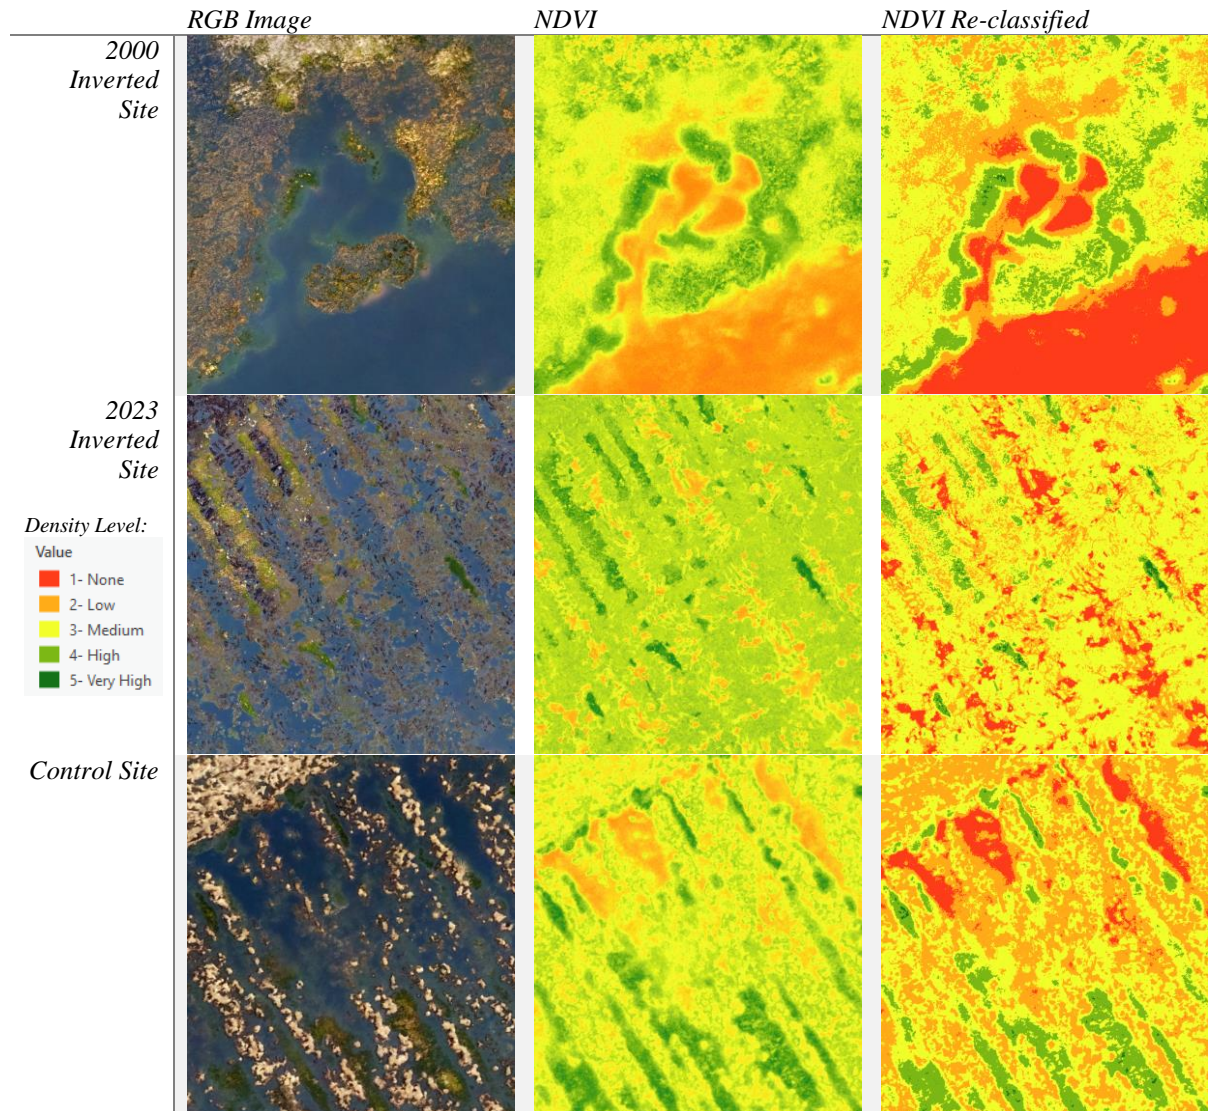 RGB Image
NDVI
NDVI Re-classified
2000
Inverted
Site
2023
Inverted
Site
Density Level:
Value
1- None
2- Low
3- Medium
4- High
5- Very High
Control Site